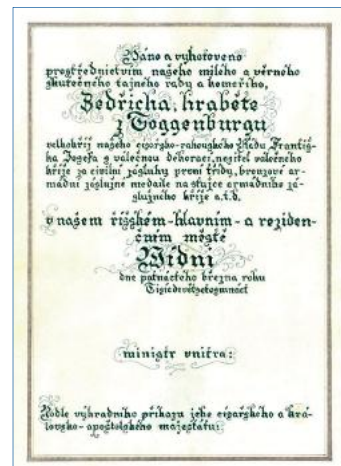 Dáno a vyhotoveno
prostřednictvím našeho milého a věrného
skutečného tajného rady a komořího,
Bedřicha, hraběte
z Toggenburgu
velkokříž našeho císařsko-rakouského Řádu Františ-
ka Josefa s válečnou dekorací, nositel válečného
kříže za civilní zásluhy první třídy, bronzové ar-
mádní záslužné medaile na stužce armádního zá-
služného kříže a.t.d.
v našem říšském-hlavním- a residen-
čním městě
Vídni
dne patnáctého března roku
Tisícdevětsetosmnáct
ministr vnitra:
Podle výhradního příkazu jeho císařského a krá-
lovsko-apoštolského majestátu: